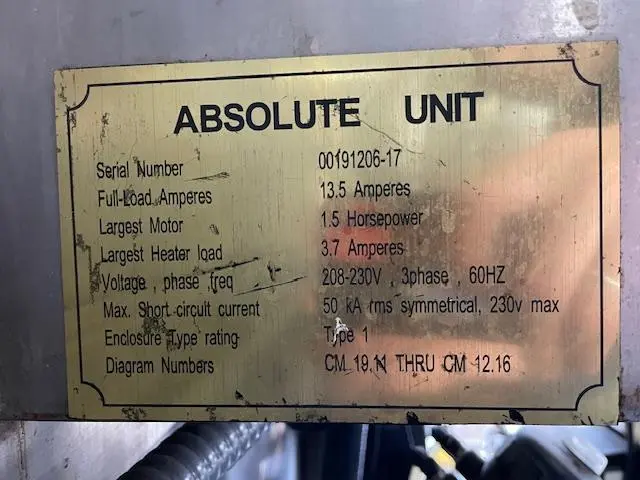 ABSOLUTE UNIT
Serial Number 00191206-17
Full-Load Amperes 13.5 Amperes
Largest Motor 1.5 Horsepower
Largest Heater load 3.7 Amperes
Voltage , phase ,freq 208-230V , 3phase , 60HZ
Max. Short circuit current 50 kA rms symmetrical, 230v max
Enclosure Type rating Type 1
Diagram Numbers CM 19.11 THRU CM 12.16